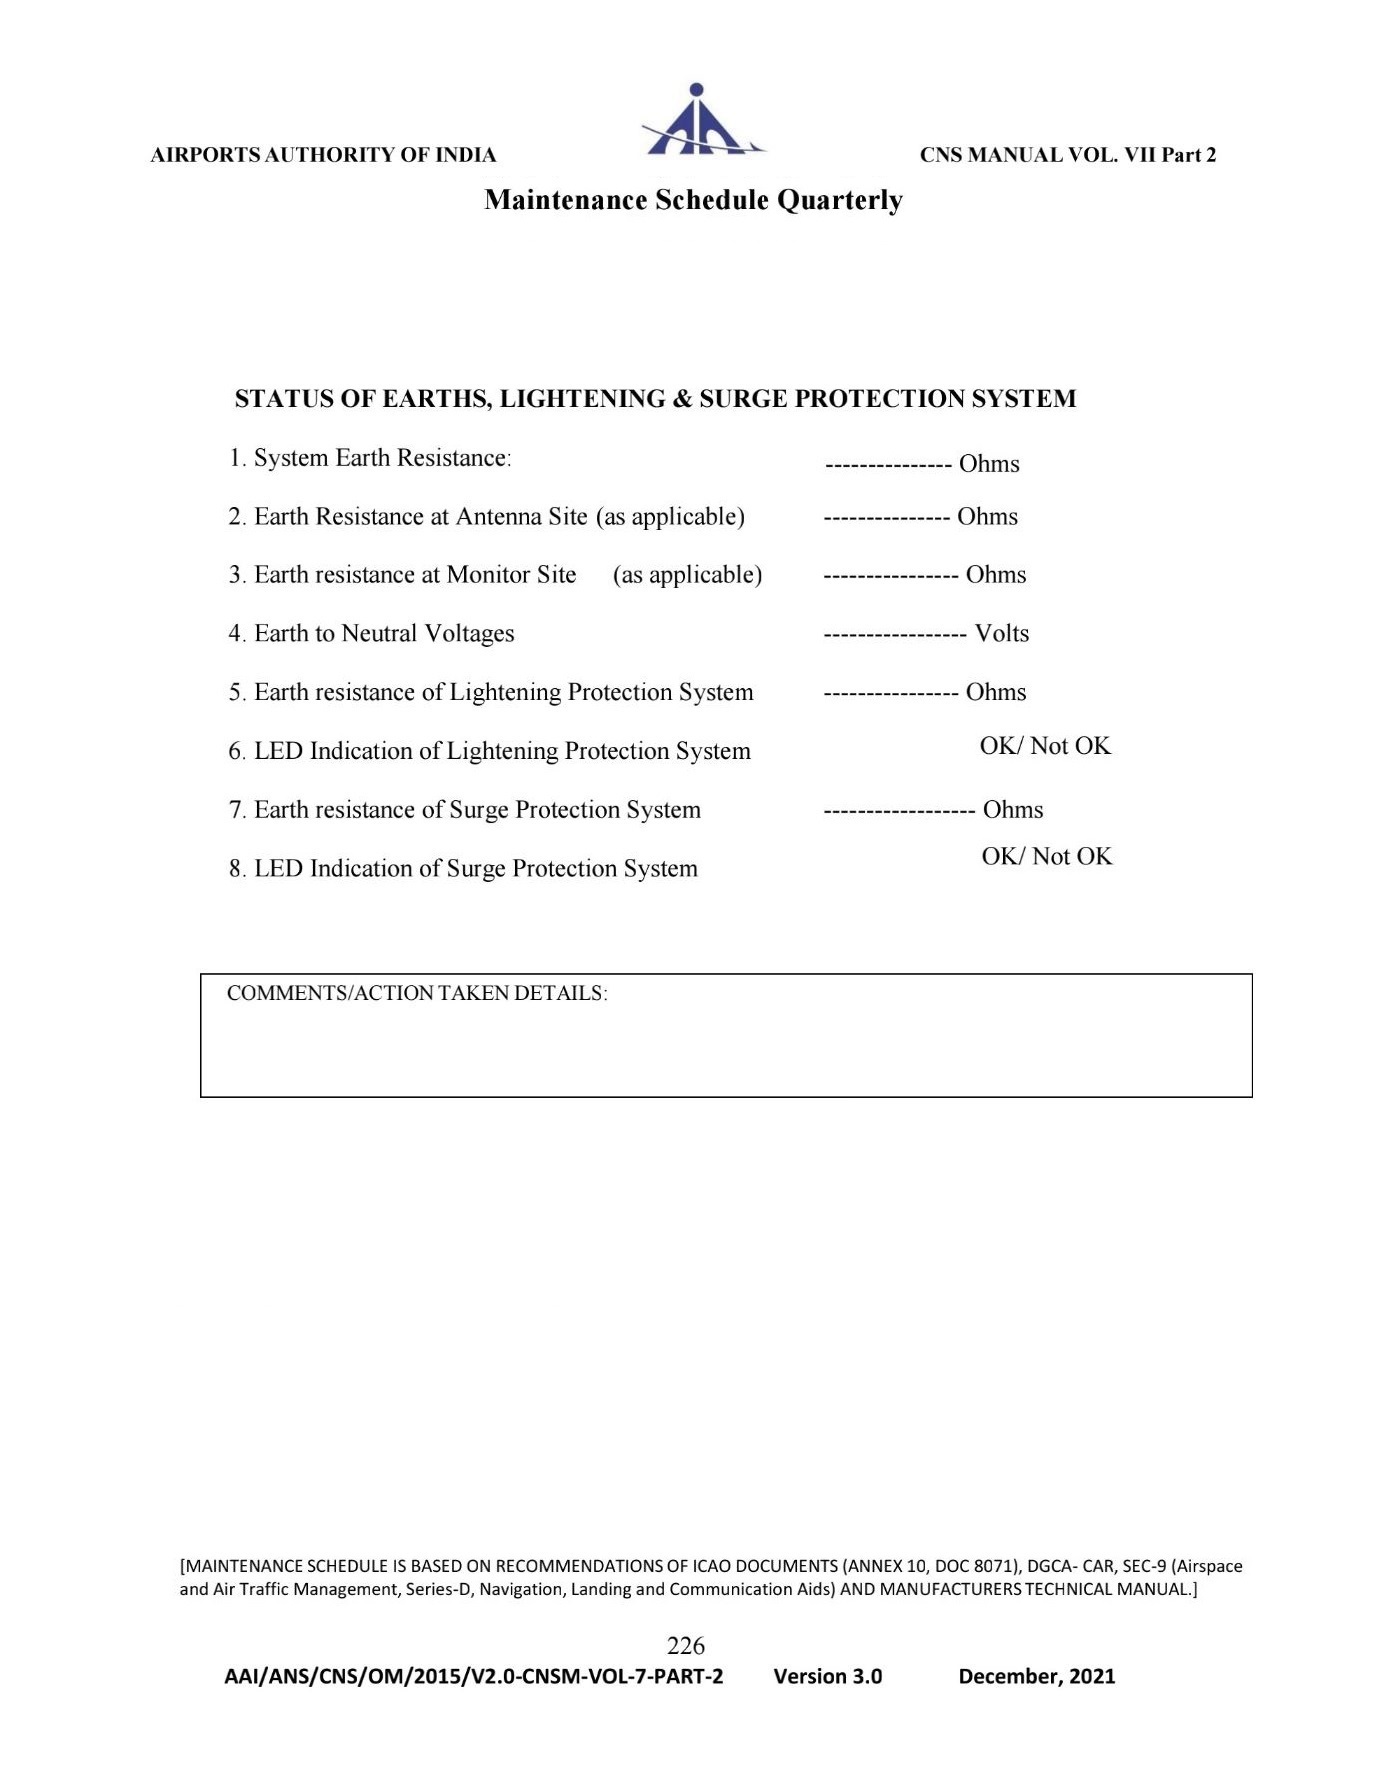 AIRPORTS AUTHORITY OF INDIA CNS MANUAL VOL. VII Part 2
Maintenance Schedule Quarterly
STATUS OF EARTHS, LIGHTENING & SURGE PROTECTION SYSTEM
1. System Earth Resistance: --------------- Ohms
2. Earth Resistance at Antenna Site (as applicable) --------------- Ohms
3. Earth resistance at Monitor Site (as applicable) ---------------- Ohms
4. Earth to Neutral Voltages ----------------- Volts
5. Earth resistance of Lightening Protection System ---------------- Ohms
6. LED Indication of Lightening Protection System OK/ Not OK
7. Earth resistance of Surge Protection System ------------------ Ohms
8. LED Indication of Surge Protection System OK/ Not OK
COMMENTS/ACTION TAKEN DETAILS:
[MAINTENANCE SCHEDULE IS BASED ON RECOMMENDATIONS OF ICAO DOCUMENTS (ANNEX 10, DOC 8071), DGCA- CAR, SEC-9 (Airspace
and Air Traffic Management, Series-D, Navigation, Landing and Communication Aids) AND MANUFACTURERS TECHNICAL MANUAL.]
226
AAI/ANS/CNS/OM/2015/V2.0-CNSM-VOL-7-PART-2 Version 3.0 December, 2021